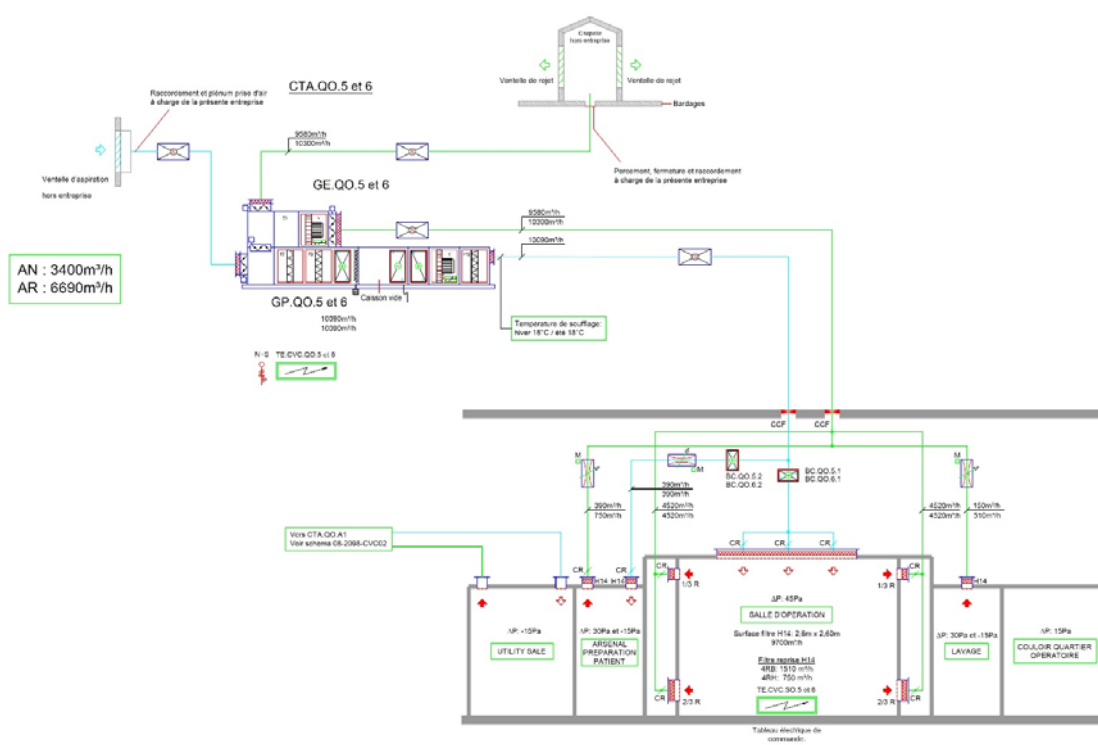 Chapelle
hors entreprise
Ventelle de rejet
Ventelle de rejet
Bardages
CTA.QO.5 et 6
Raccordement et plénum prise d'air
à charge de la présente entreprise
9580m³/h
10300m³/h
Percement, fermeture et raccordement
à charge de la présente entreprise
Ventelle d'aspiration
hors entreprise
GE.QO.5 et 6
9580m³/h
10300m³/h
10090m³/h
AN : 3400m³/h
AR : 6690m³/h
GP.QO.5 et 6
Caisson vide
10090m³/h
10090m³/h
Temperature de soufflage:
hiver 18°C / été 18°C
N+S TE.CVC.QO.5 et 6
CCF
CCF
M
M
M
BC.QO.5.2
BC.QO.6.2
BC.QO.5.1
BC.QO.6.1
390m³/h
390m³/h
390m³/h
750m³/h
4520m³/h
4520m³/h
4520m³/h
4520m³/h
150m³/h
510m³/h
Vers CTA.QO.A1
Voir schema 08-2098-CVC02
CR
CR
CR
CR
CR
H14
H14
CR
CR
H14
1/3 R
1/3 R
ΔP: 45Pa
SALLE D'OPERATION
Surface filtre H14: 2,6m x 2,60m
9700m³/h
Filtre reprise H14
4RB: 1510 m³/h
4RH: 750 m³/h
TE.CVC.SO.5 et 6
ΔP: -15Pa
UTILITY SALE
ΔP: 30Pa et -15Pa
ARSENAL
PREPARATION
PATIENT
ΔP: 30Pa et -15Pa
LAVAGE
ΔP: 15Pa
COULOIR QUARTIER
OPERATOIRE
CR
2/3 R
2/3 R
CR
Tableau électrique de
commande.